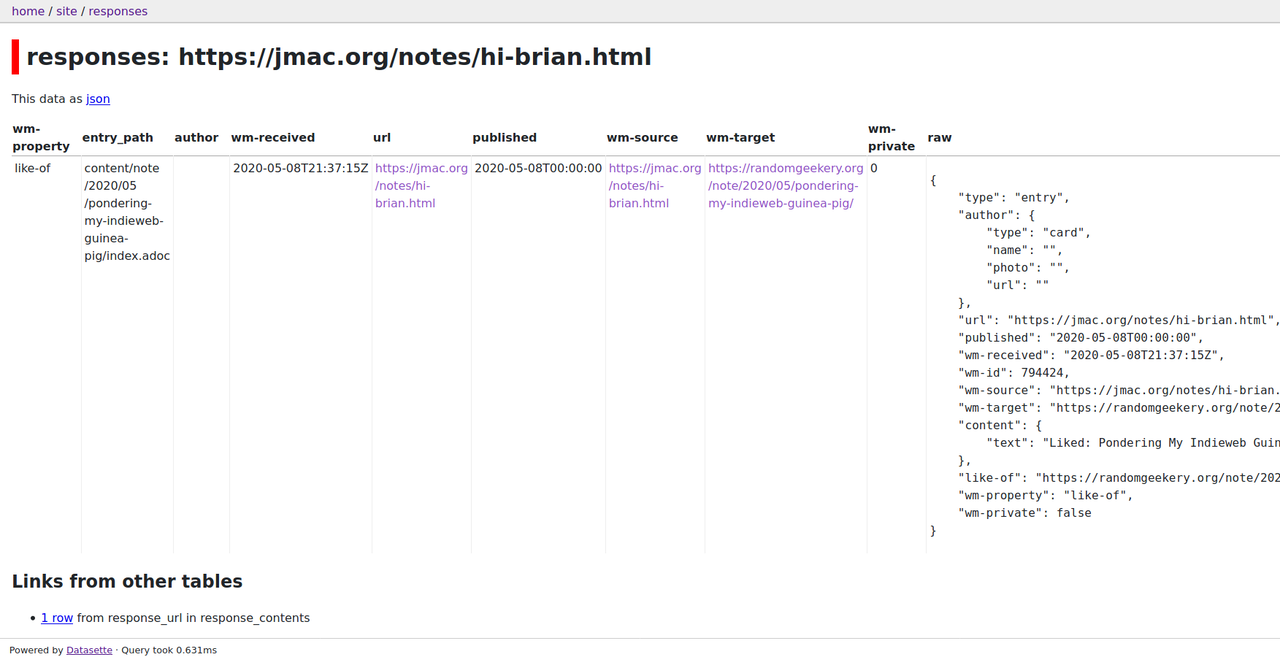 home / site / responses
responses: https://jmac.org/notes/hi-brian.html
This data as json
wm-property entry_path author wm-received url published wm-source wm-target wm-private raw
like-of
content/note
/2020/05
/pondering-
my-indieweb-
guinea-
pig/index.adoc
2020-05-08T21:37:15Z
https://jmac.org
/notes/hi-
brian.html
2020-05-08T00:00:00
https://jmac.org
/notes/hi-
brian.html
https://randomgeekery.org
/note/2020/05/pondering-
my-indieweb-guinea-pig/
0
{
    "type": "entry",
    "author": {
        "type": "card",
        "name": "",
        "photo": "",
        "url": ""
    },
    "url": "https://jmac.org/notes/hi-brian.html",
    "published": "2020-05-08T00:00:00",
    "wm-received": "2020-05-08T21:37:15Z",
    "wm-id": 794424,
    "wm-source": "https://jmac.org/notes/hi-brian.
    "wm-target": "https://randomgeekery.org/note/2
    "content": {
        "text": "Liked: Pondering My Indieweb Guin
    },
    "like-of": "https://randomgeekery.org/note/202
    "wm-property": "like-of",
    "wm-private": false
}
Links from other tables
• 1 row from response_url in response_contents
Powered by Datasette · Query took 0.631ms